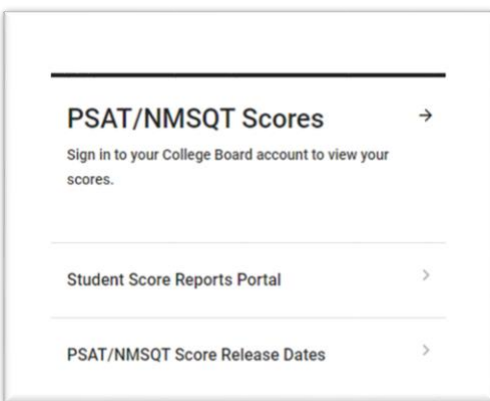 PSAT/NMSQT Scores
Sign in to your College Board account to view your
scores.
Student Score Reports Portal
PSAT/NMSQT Score Release Dates